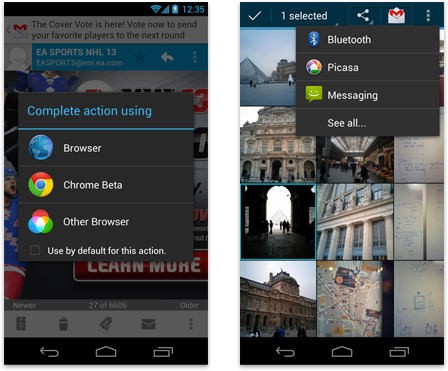 12:35
The Cover Vote is here! Vote now to send
your favorite players to the next round
EA SPORTS NHL 13
EASPORTS@em.ea.com
Complete action using
Browser
Chrome Beta
Other Browser
Use by default for this action.
LEARN MORE
Newer
27 of 6606
Older
1 selected
Bluetooth
Picasa
Messaging
See all...